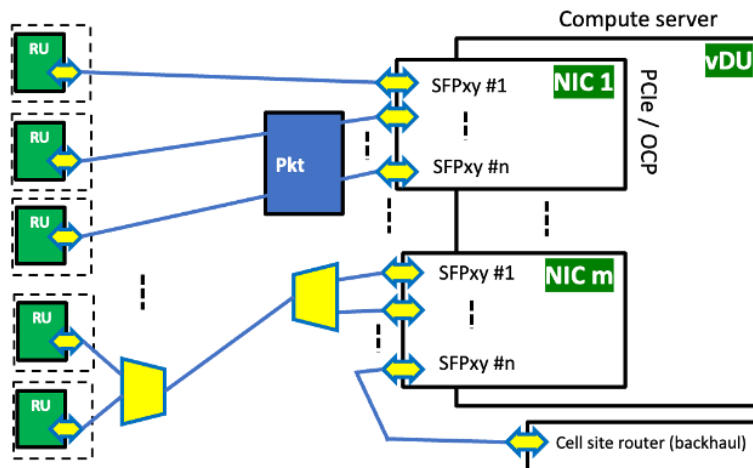 Compute server
RU
NIC 1
vDU
SFPxy #1
PCIe / OCP
RU
Pkt
SFPxy #n
RU
SFPxy #1
NIC m
RU
SFPxy #n
RU
Cell site router (backhaul)